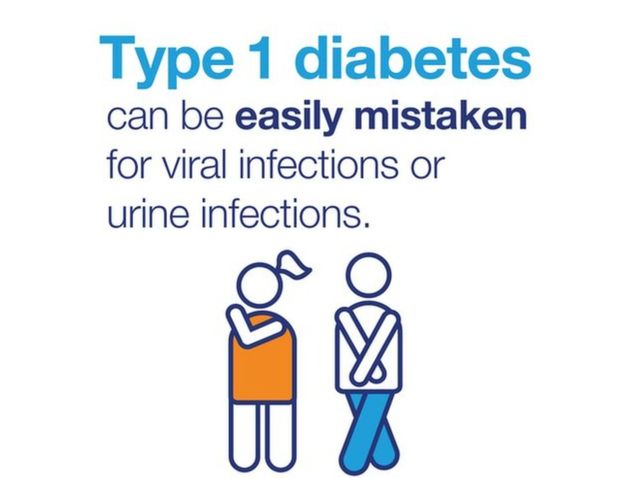 Type 1 diabetes
can be easily mistaken
for viral infections or
urine infections.